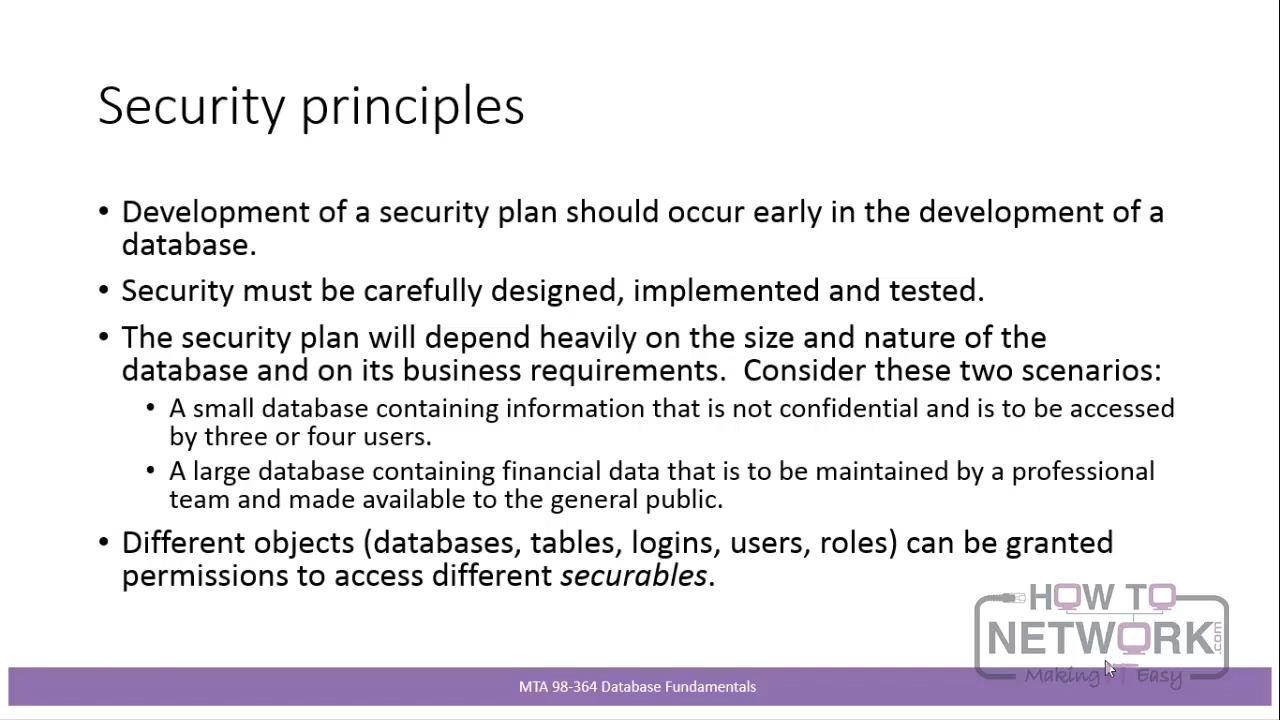 Security principles
• Development of a security plan should occur early in the development of a
database.
• Security must be carefully designed, implemented and tested.
• The security plan will depend heavily on the size and nature of the
database and on its business requirements.  Consider these two scenarios:
• A small database containing information that is not confidential and is to be accessed
by three or four users.
• A large database containing financial data that is to be maintained by a professional
team and made available to the general public.
• Different objects (databases, tables, logins, users, roles) can be granted
permissions to access different securables.
HOW TO
NETWORK.com
Making IT Easy
MTA 98-364 Database Fundamentals